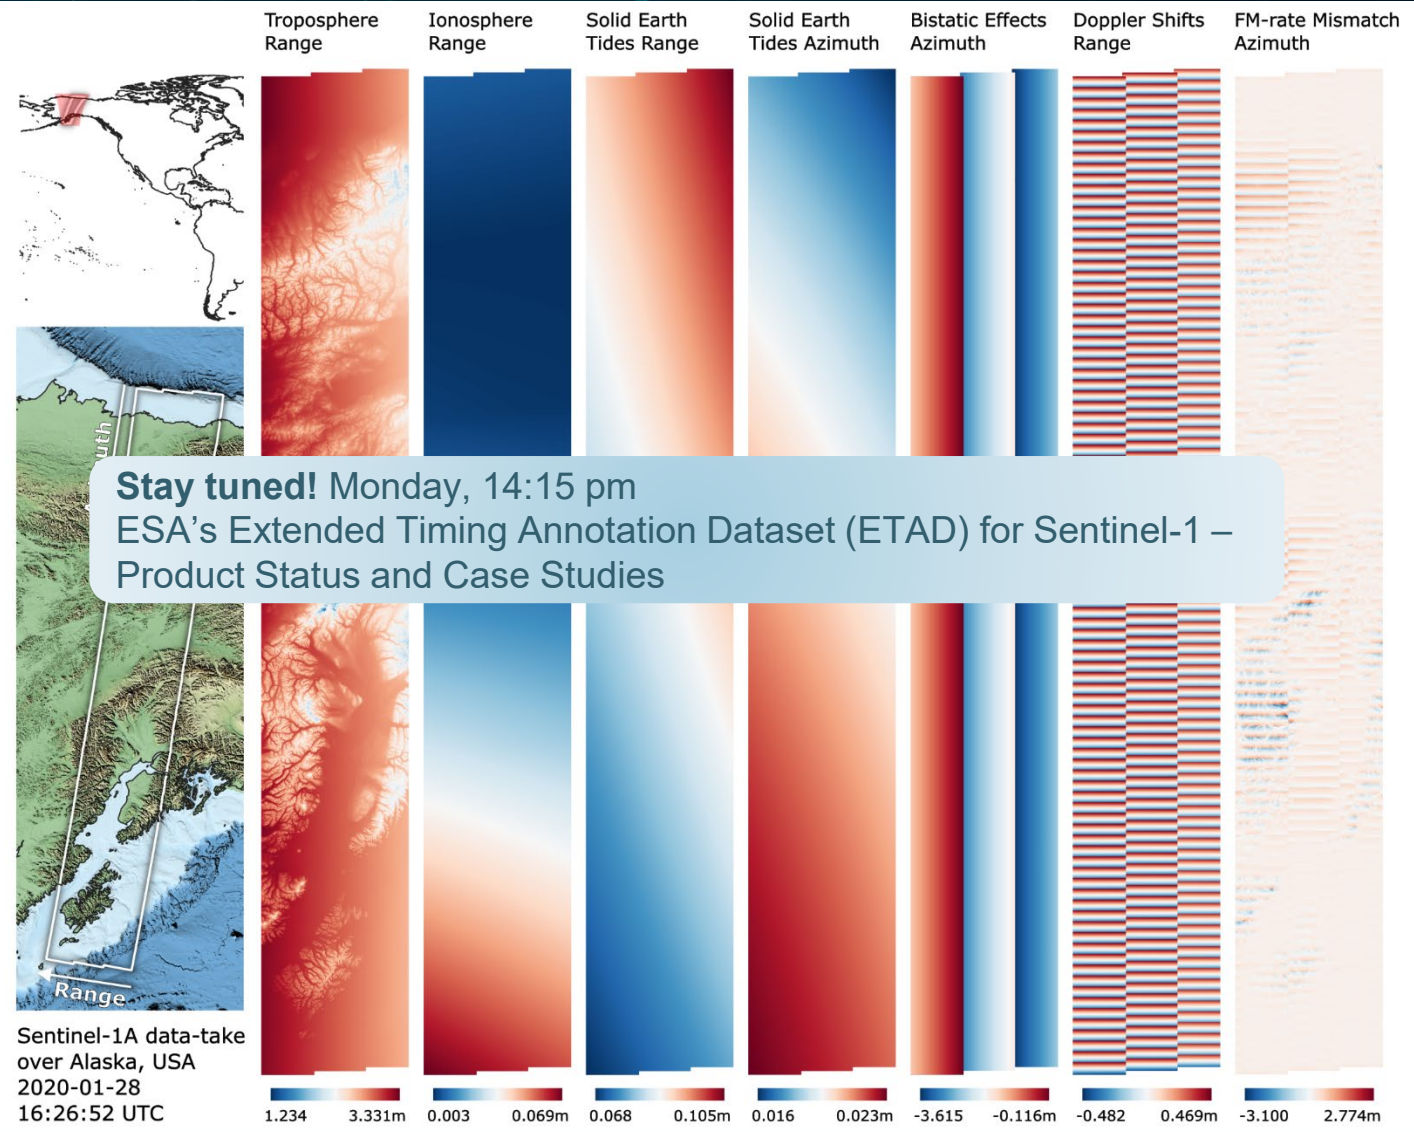 Troposphere
Range
Ionosphere
Range
Solid Earth
Tides Range
Solid Earth
Tides Azimuth
Bistatic Effects
Azimuth
Doppler Shifts
Range
FM-rate Mismatch
Azimuth
uth
Stay tuned! Monday, 14:15 pm
ESA’s Extended Timing Annotation Dataset (ETAD) for Sentinel-1 –
Product Status and Case Studies
Range
Sentinel-1A data-take
over Alaska, USA
2020-01-28
16:26:52 UTC
1.234 3.331m
0.003 0.069m
0.068 0.105m
0.016 0.023m
-3.615 -0.116m
-0.482 0.469m
-3.100 2.774m